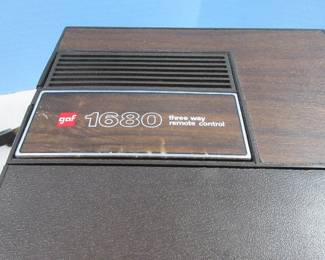 gaf 1680 three way
remote control